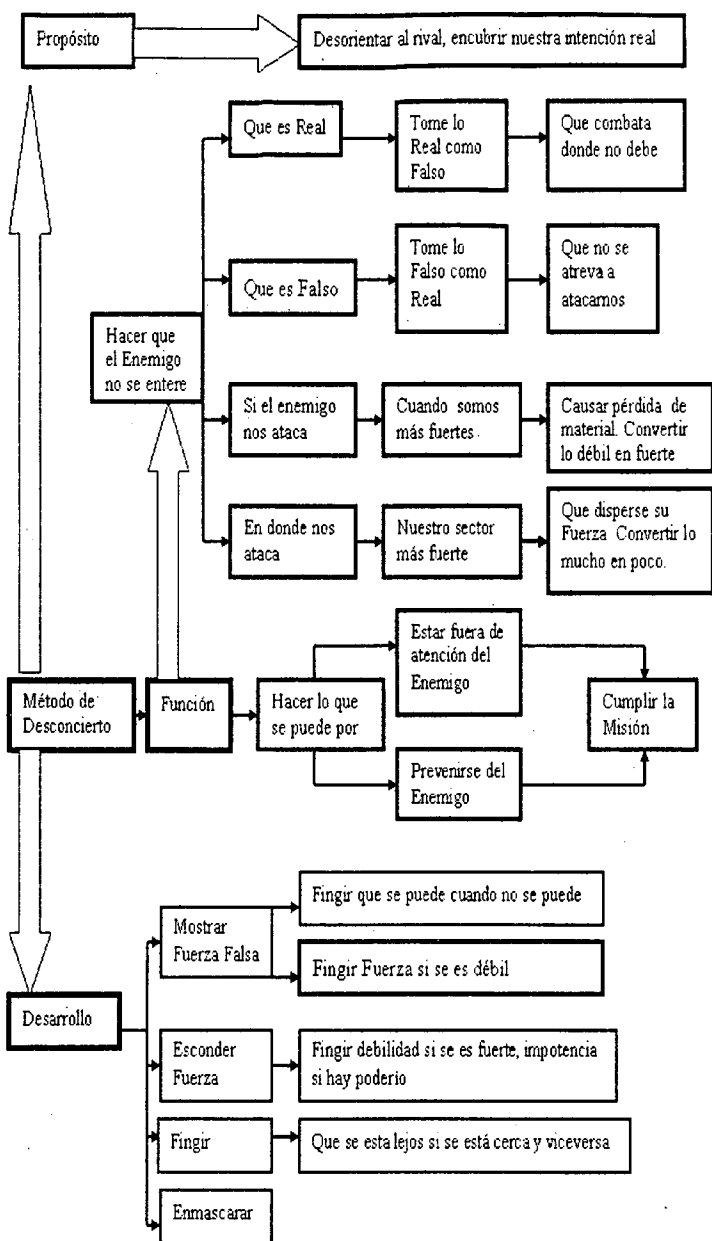 Propósito
Desorientar al rival, encubrir nuestra intención real
Que es Real
Tome lo
Real como
Falso
Que combata
donde no debe
Que es Falso
Tome lo
Falso como
Real
Que no se
atreva a
atacarnos
Hacer que
el Enemigo
no se entere
Si el enemigo
nos ataca
Cuando somos
más fuertes
Causar pérdida de
material. Convertir
lo débil en fuerte
En donde nos
ataca
Nuestro sector
más fuerte
Que disperse su
Fuerza Convertir lo
mucho en poco.
Método de
Desconcierto
Función
Hacer lo que
se puede por
Estar fuera de
atención del
Enemigo
Prevenirse del
Enemigo
Cumplir la
Misión
Desarrollo
Mostrar
Fuerza Falsa
Fingir que se puede cuando no se puede
Fingir Fuerza si se es débil
Esconder
Fuerza
Fingir debilidad si se es fuerte, impotencia
si hay poderio
Fingir
Que se esta lejos si se está cerca y viceversa
Enmascarar